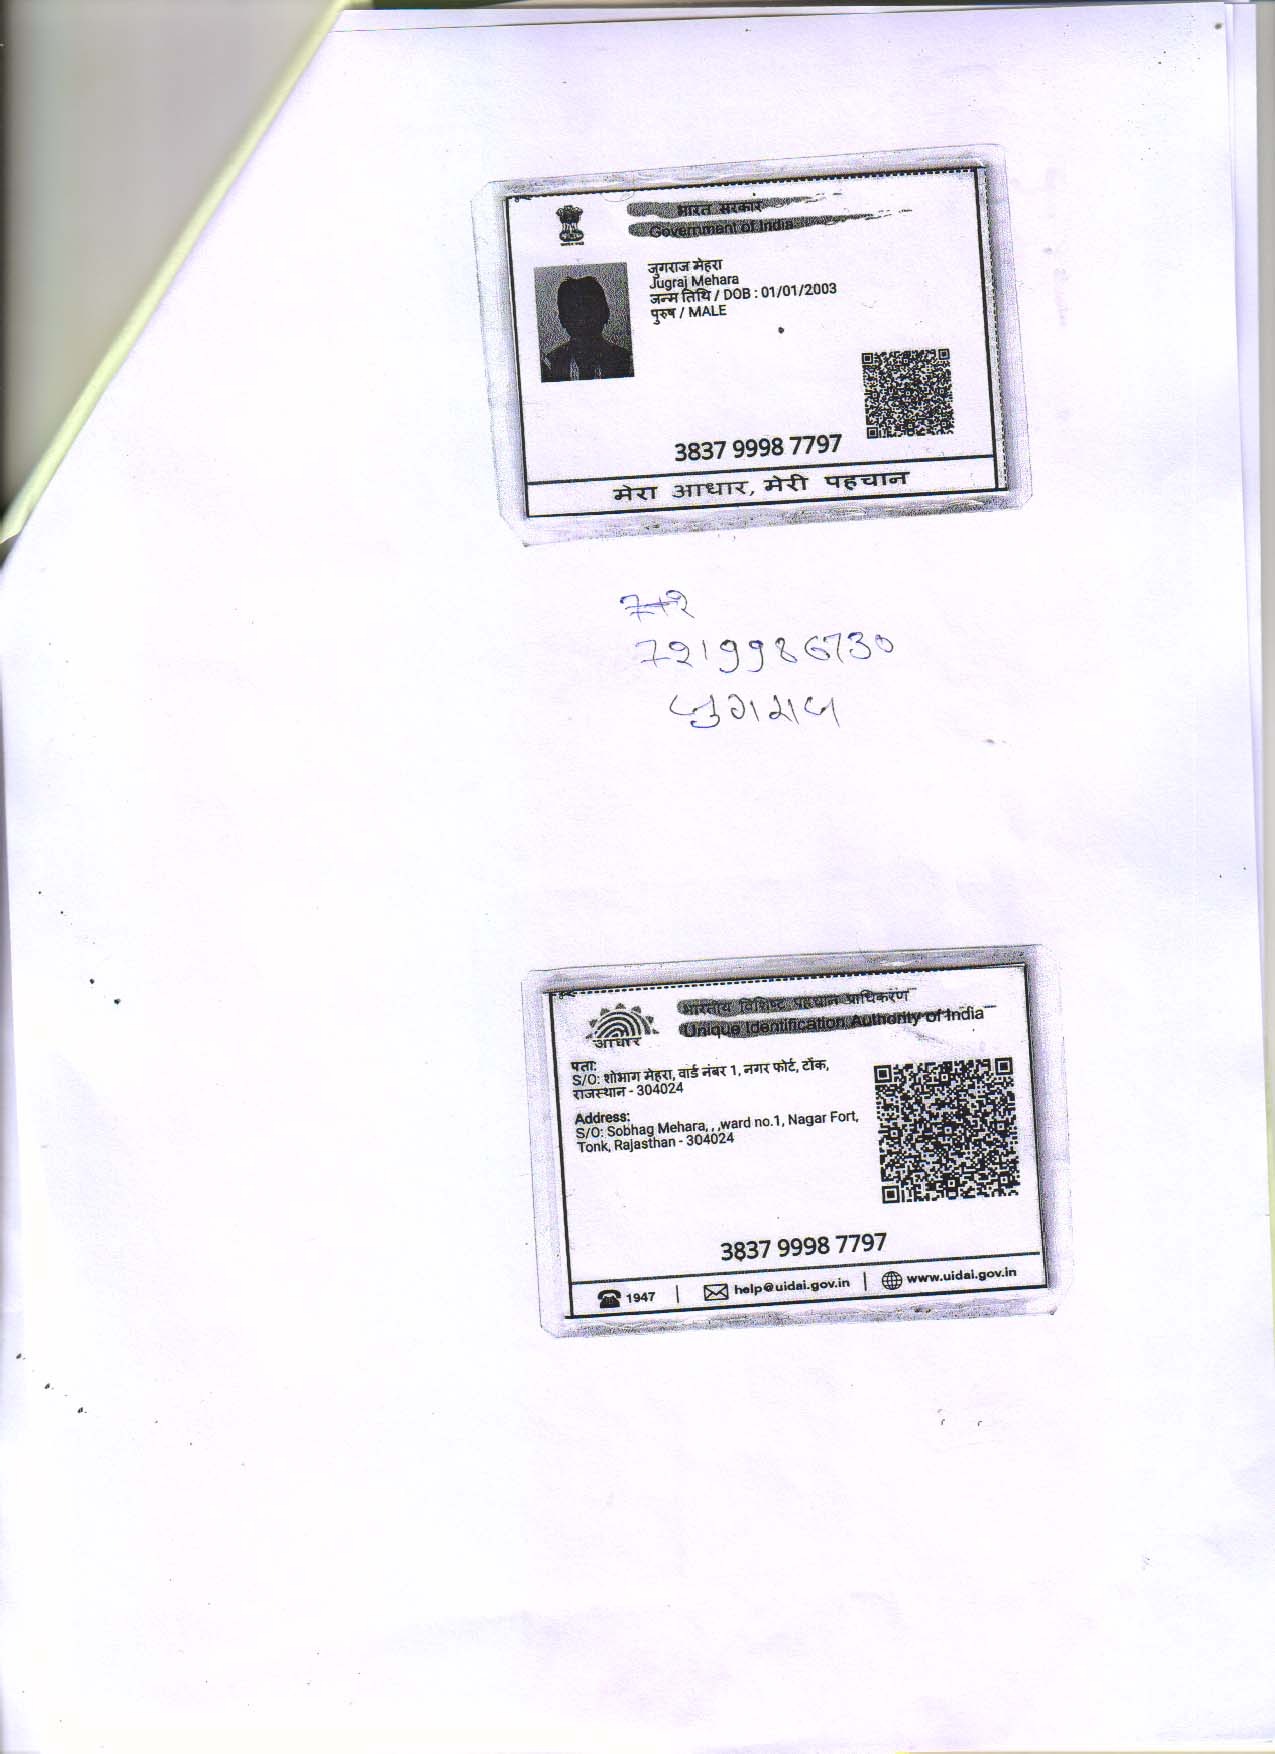 भारत सरकार
Government of India
जुगराज मेहरा
Jugraj Mehara
जन्म तिथि / DOB : 01/01/2003
पुरुष / MALE
3837 9998 7797
मेरा आधार, मेरी पहचान
7219986730
जुगराज
भारतीय विशिष्ट पहचान प्राधिकरण
Unique Identification Authority of India
आधार
पता:
S/O: शोभाग मेहरा, वार्ड नंबर 1, नगर फोर्ट, टोंक,
राजस्थान - 304024
Address:
S/O: Sobhag Mehara, , ,ward no.1, Nagar Fort,
Tonk, Rajasthan - 304024
3837 9998 7797
1947 | help@uidai.gov.in | www.uidai.gov.in